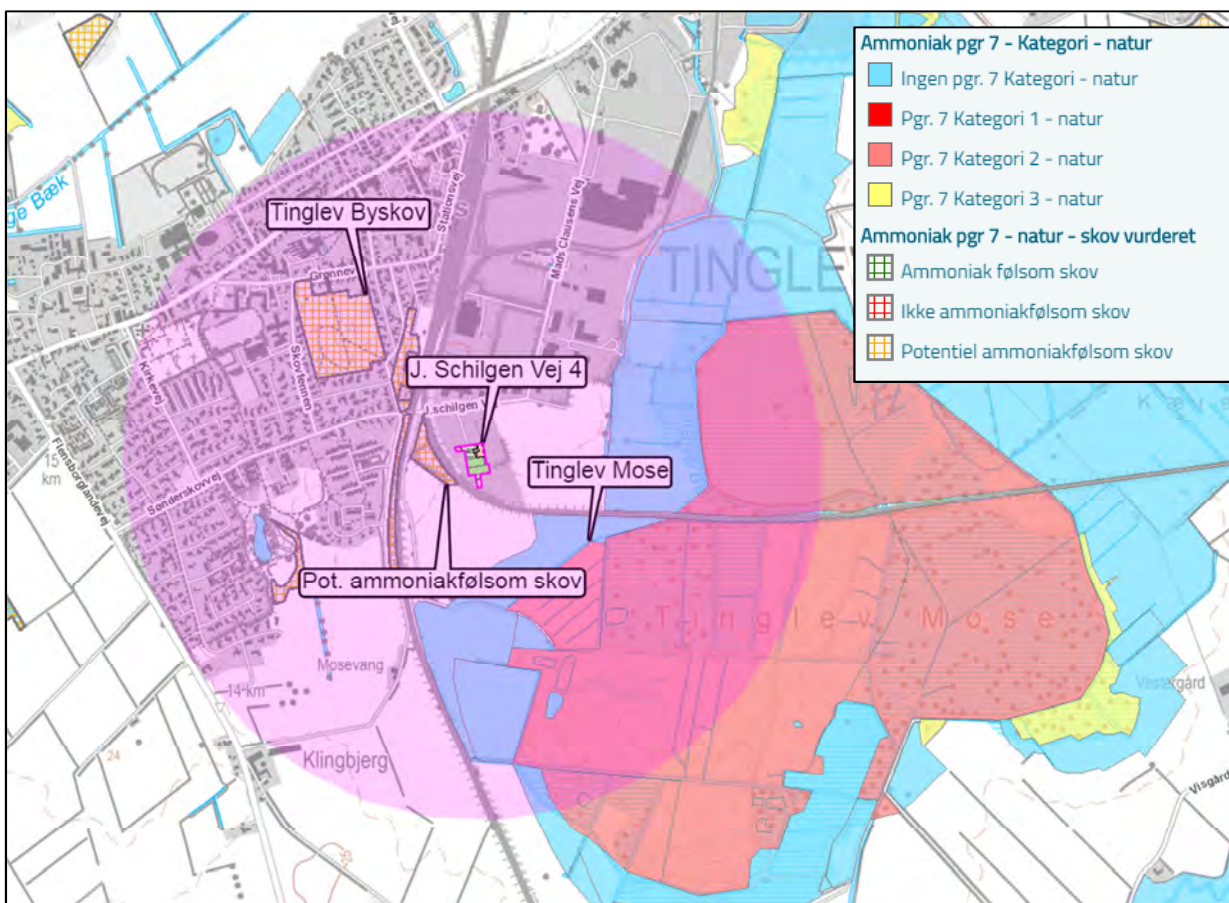 Ammoniak pgr 7 - Kategori - natur
Ingen pgr. 7 Kategori - natur
Pgr. 7 Kategori 1 - natur
Pgr. 7 Kategori 2 - natur
Pgr. 7 Kategori 3 - natur
Ammoniak pgr 7 - natur - skov vurderet
Ammoniak følsom skov
Ikke ammoniakfølsom skov
Potentiel ammoniakfølsom skov
Bæk
Tinglev Byskov
Stationsvej
Mads Clausens Vej
TINGLE
Kirkevej
Skovfennen
J. Schilgen Vej 4
J.schilgen V
Tinglev Mose
Flensborglandevej
15
km
Sønderskovvej
Pot. ammoniakfølsom skov
Tinglev Mose
Mosevang
14 km
Vestergård
24
Klingbjerg
Visgård
25